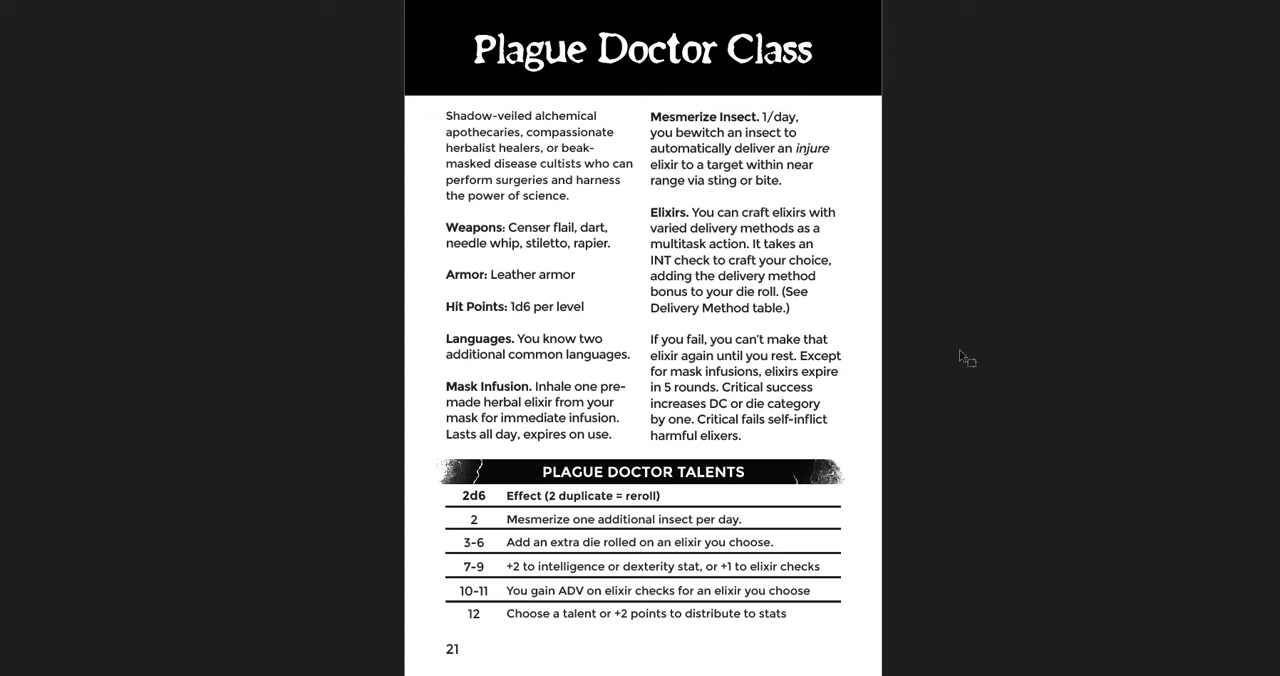 Plague Doctor Class
Shadow-veiled alchemical
apothecaries, compassionate
herbalist healers, or beak-
masked disease cultists who can
perform surgeries and harness
the power of science.
Weapons: Censer flail, dart,
needle whip, stiletto, rapier.
Armor: Leather armor
Hit Points: 1d6 per level
Languages. You know two
additional common languages.
Mask Infusion. Inhale one pre-
made herbal elixir from your
mask for immediate infusion.
Lasts all day, expires on use.
Mesmerize Insect. 1/day,
you bewitch an insect to
automatically deliver an injure
elixir to a target within near
range via sting or bite.
Elixirs. You can craft elixirs with
varied delivery methods as a
multitask action. It takes an
INT check to craft your choice,
adding the delivery method
bonus to your die roll. (See
Delivery Method table.)
If you fail, you can't make that
elixir again until you rest. Except
for mask infusions, elixirs expire
in 5 rounds. Critical success
increases DC or die category
by one. Critical fails self-inflict
harmful elixers.
PLAGUE DOCTOR TALENTS
2d6 Effect (2 duplicate = reroll)
2 Mesmerize one additional insect per day.
3-6 Add an extra die rolled on an elixir you choose.
7-9 +2 to intelligence or dexterity stat, or +1 to elixir checks
10-11 You gain ADV on elixir checks for an elixir you choose
12 Choose a talent or +2 points to distribute to stats
21